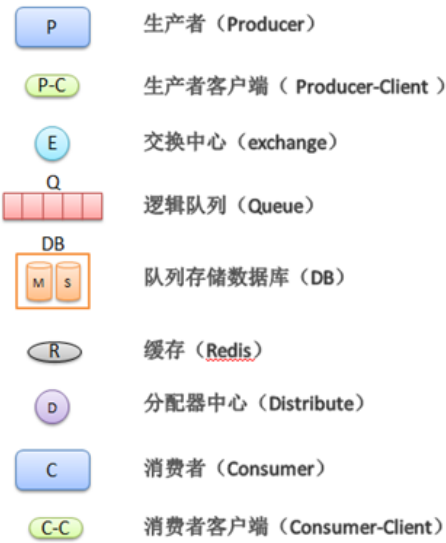 P 生产者（Producer）
P-C 生产者客户端（ Producer-Client ）
E 交换中心（exchange）
Q
逻辑队列（Queue）
DB
M S 队列存储数据库（DB）
R 缓存（Redis）
D 分配器中心（Distribute）
C 消费者（Consumer）
C-C 消费者客户端（Consumer-Client）